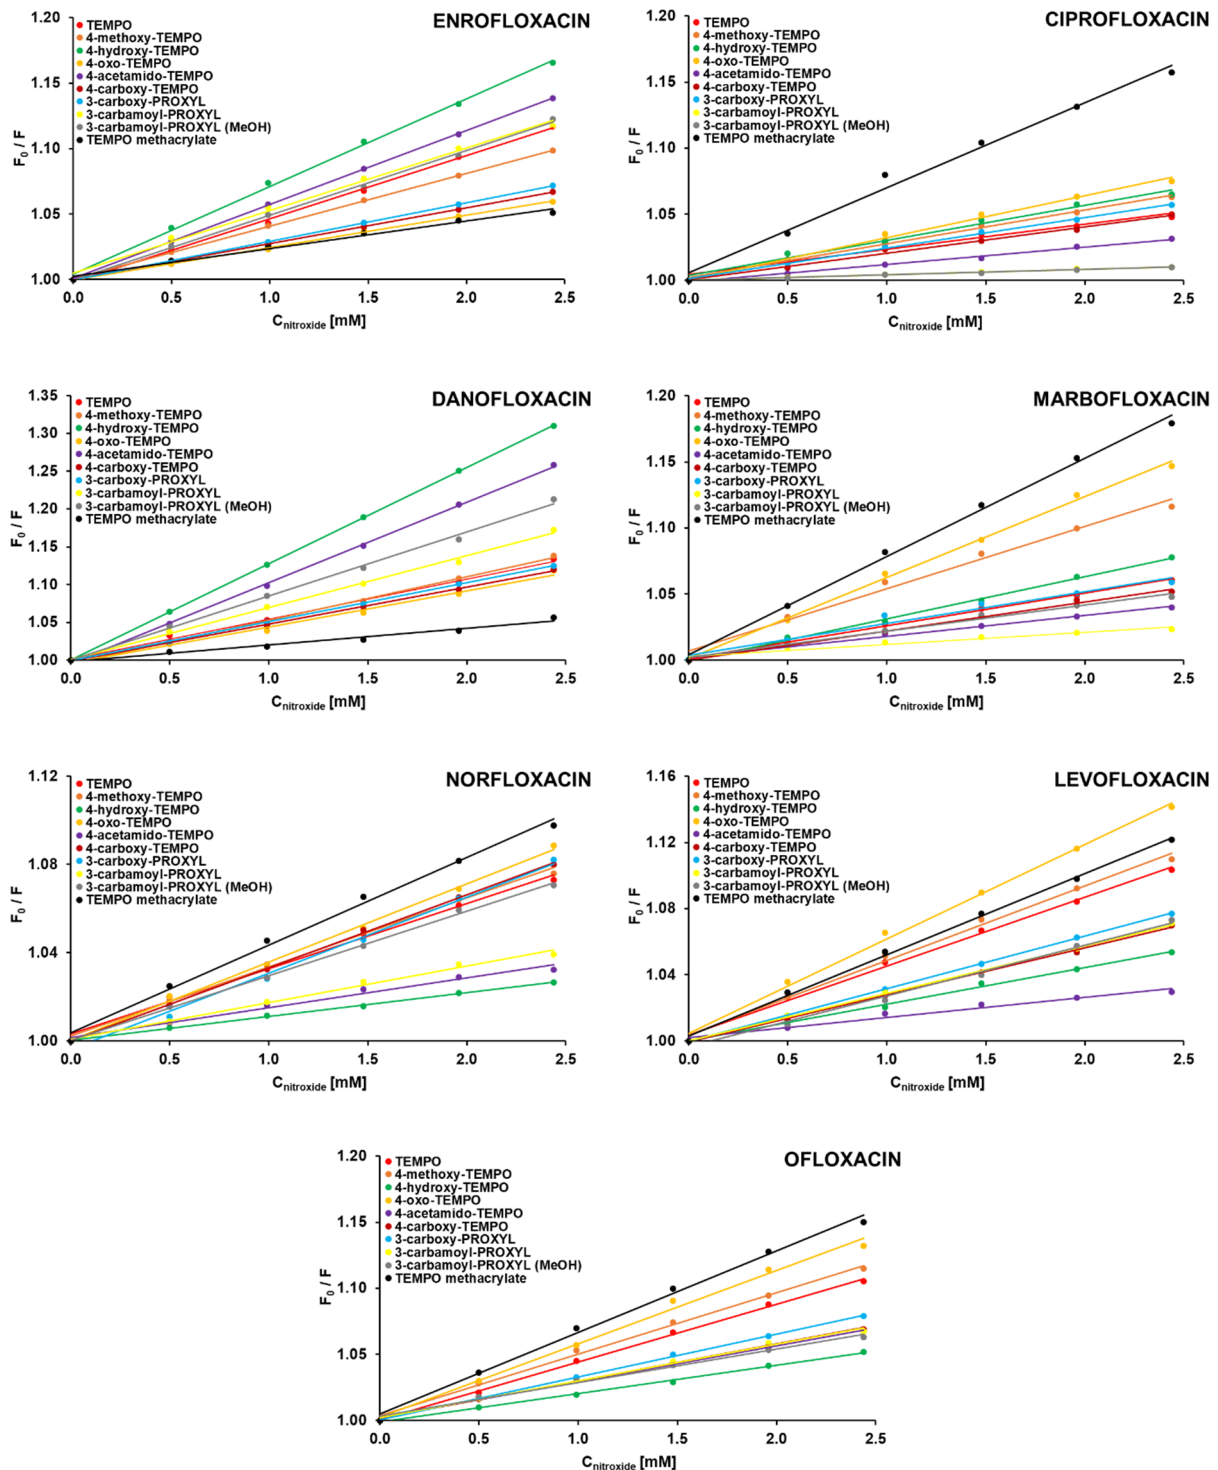 ENROFLOXACIN
1.20
1.15
1.10
1.05
1.00
F0 / F
TEMPO
4-methoxy-TEMPO
4-hydroxy-TEMPO
4-oxo-TEMPO
4-acetamido-TEMPO
4-carboxy-TEMPO
3-carboxy-PROXYL
3-carbamoyl-PROXYL
3-carbamoyl-PROXYL (MeOH)
TEMPO methacrylate
0.0 0.5 1.0 1.5 2.0 2.5
Cnitroxide [mM]
CIPROFLOXACIN
1.20
1.15
1.10
1.05
1.00
F0 / F
TEMPO
4-methoxy-TEMPO
4-hydroxy-TEMPO
4-oxo-TEMPO
4-acetamido-TEMPO
4-carboxy-TEMPO
3-carboxy-PROXYL
3-carbamoyl-PROXYL
3-carbamoyl-PROXYL (MeOH)
TEMPO methacrylate
0.0 0.5 1.0 1.5 2.0 2.5
Cnitroxide [mM]
DANOFLOXACIN
1.35
1.30
1.25
1.20
1.15
1.10
1.05
1.00
F0 / F
TEMPO
4-methoxy-TEMPO
4-hydroxy-TEMPO
4-oxo-TEMPO
4-acetamido-TEMPO
4-carboxy-TEMPO
3-carboxy-PROXYL
3-carbamoyl-PROXYL
3-carbamoyl-PROXYL (MeOH)
TEMPO methacrylate
0.0 0.5 1.0 1.5 2.0 2.5
Cnitroxide [mM]
MARBOFLOXACIN
1.20
1.15
1.10
1.05
1.00
F0 / F
TEMPO
4-methoxy-TEMPO
4-hydroxy-TEMPO
4-oxo-TEMPO
4-acetamido-TEMPO
4-carboxy-TEMPO
3-carboxy-PROXYL
3-carbamoyl-PROXYL
3-carbamoyl-PROXYL (MeOH)
TEMPO methacrylate
0.0 0.5 1.0 1.5 2.0 2.5
Cnitroxide [mM]
NORFLOXACIN
1.12
1.08
1.04
1.00
F0 / F
TEMPO
4-methoxy-TEMPO
4-hydroxy-TEMPO
4-oxo-TEMPO
4-acetamido-TEMPO
4-carboxy-TEMPO
3-carboxy-PROXYL
3-carbamoyl-PROXYL
3-carbamoyl-PROXYL (MeOH)
TEMPO methacrylate
0.0 0.5 1.0 1.5 2.0 2.5
Cnitroxide [mM]
LEVOFLOXACIN
1.16
1.12
1.08
1.04
1.00
F0 / F
TEMPO
4-methoxy-TEMPO
4-hydroxy-TEMPO
4-oxo-TEMPO
4-acetamido-TEMPO
4-carboxy-TEMPO
3-carboxy-PROXYL
3-carbamoyl-PROXYL
3-carbamoyl-PROXYL (MeOH)
TEMPO methacrylate
0.0 0.5 1.0 1.5 2.0 2.5
Cnitroxide [mM]
OFLOXACIN
1.20
1.15
1.10
1.05
1.00
F0 / F
TEMPO
4-methoxy-TEMPO
4-hydroxy-TEMPO
4-oxo-TEMPO
4-acetamido-TEMPO
4-carboxy-TEMPO
3-carboxy-PROXYL
3-carbamoyl-PROXYL
3-carbamoyl-PROXYL (MeOH)
TEMPO methacrylate
0.0 0.5 1.0 1.5 2.0 2.5
Cnitroxide [mM]